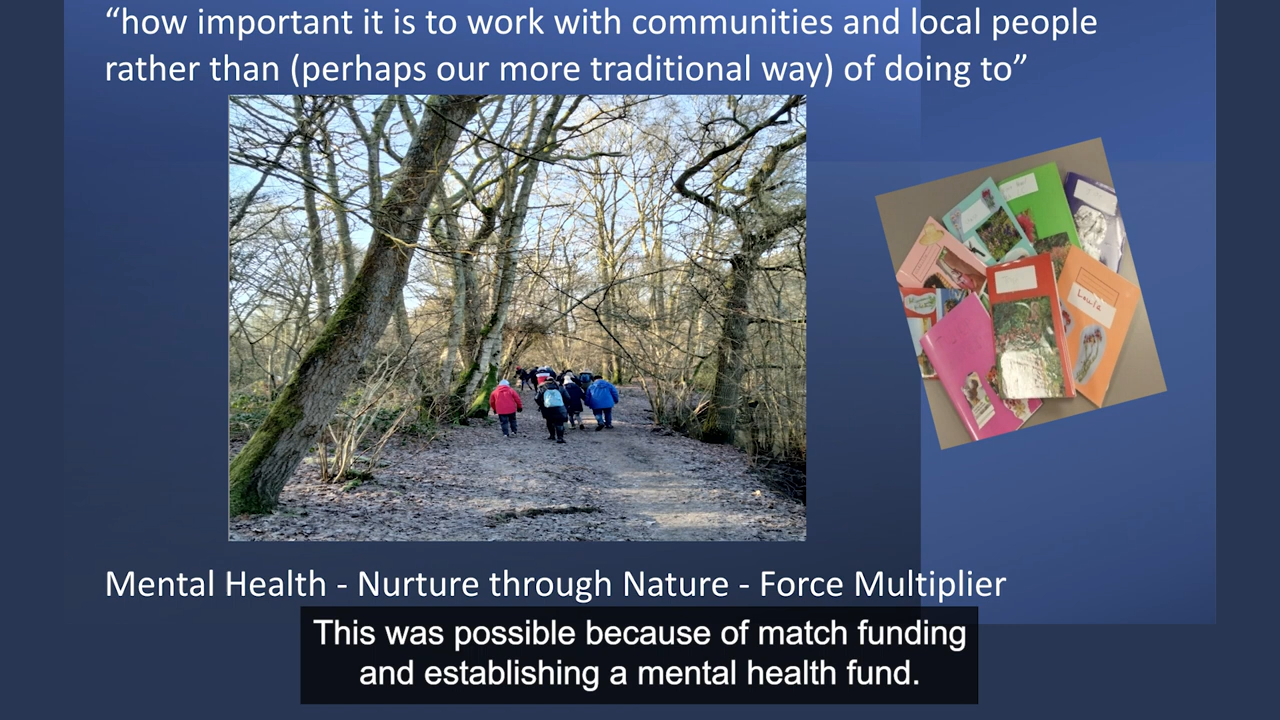 “how important it is to work with communities and local people
rather than (perhaps our more traditional way) of doing to”
Louis
Mental Health - Nurture through Nature - Force Multiplier
This was possible because of match funding
and establishing a mental health fund.